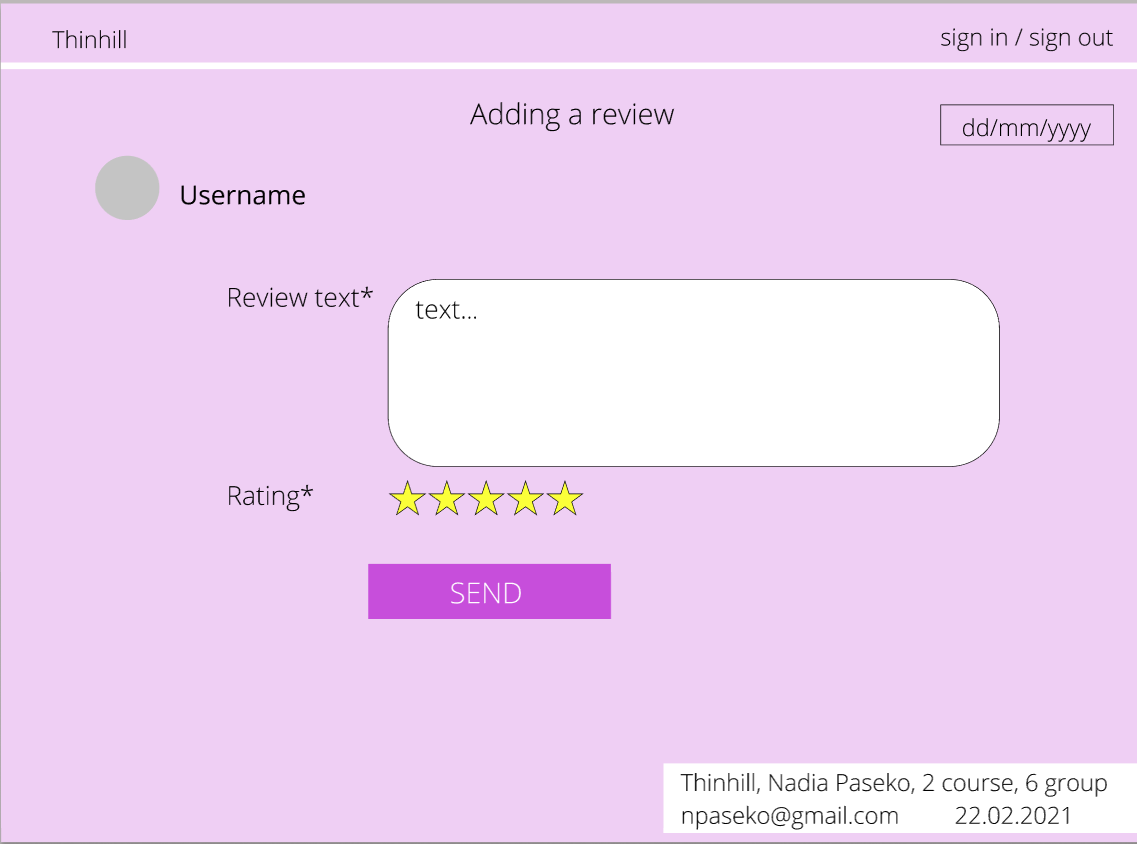 Thinhill
sign in / sign out
Adding a review
dd/mm/yyyy
Username
Review text*
text...
Rating*
SEND
Thinhill, Nadia Paseko, 2 course, 6 group
npaseko@gmail.com 22.02.2021